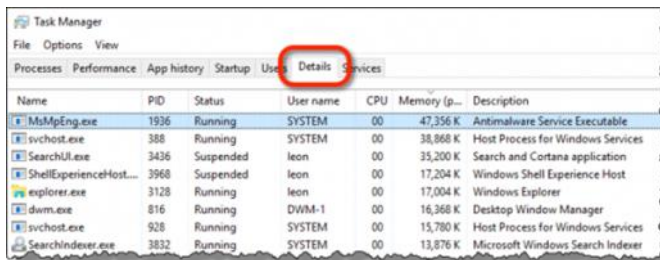 Task Manager
File Options View
Processes Performance App history Startup Users Details Services
Name PID Status User name CPU Memory (p... Description
MsMpEng.exe 1936 Running SYSTEM 00 47,356 K Antimalware Service Executable
svchost.exe 388 Running SYSTEM 00 38,868 K Host Process for Windows Services
SearchUI.exe 3436 Suspended leon 00 35,200 K Search and Cortana application
ShellExperienceHost.... 3968 Suspended leon 00 17,204 K Windows Shell Experience Host
explorer.exe 3128 Running leon 00 17,004 K Windows Explorer
dwm.exe 816 Running DWM-1 00 16,368 K Desktop Window Manager
svchost.exe 928 Running SYSTEM 00 15,780 K Host Process for Windows Services
SearchIndexer.exe 3832 Running SYSTEM 00 13,876 K Microsoft Windows Search Indexer